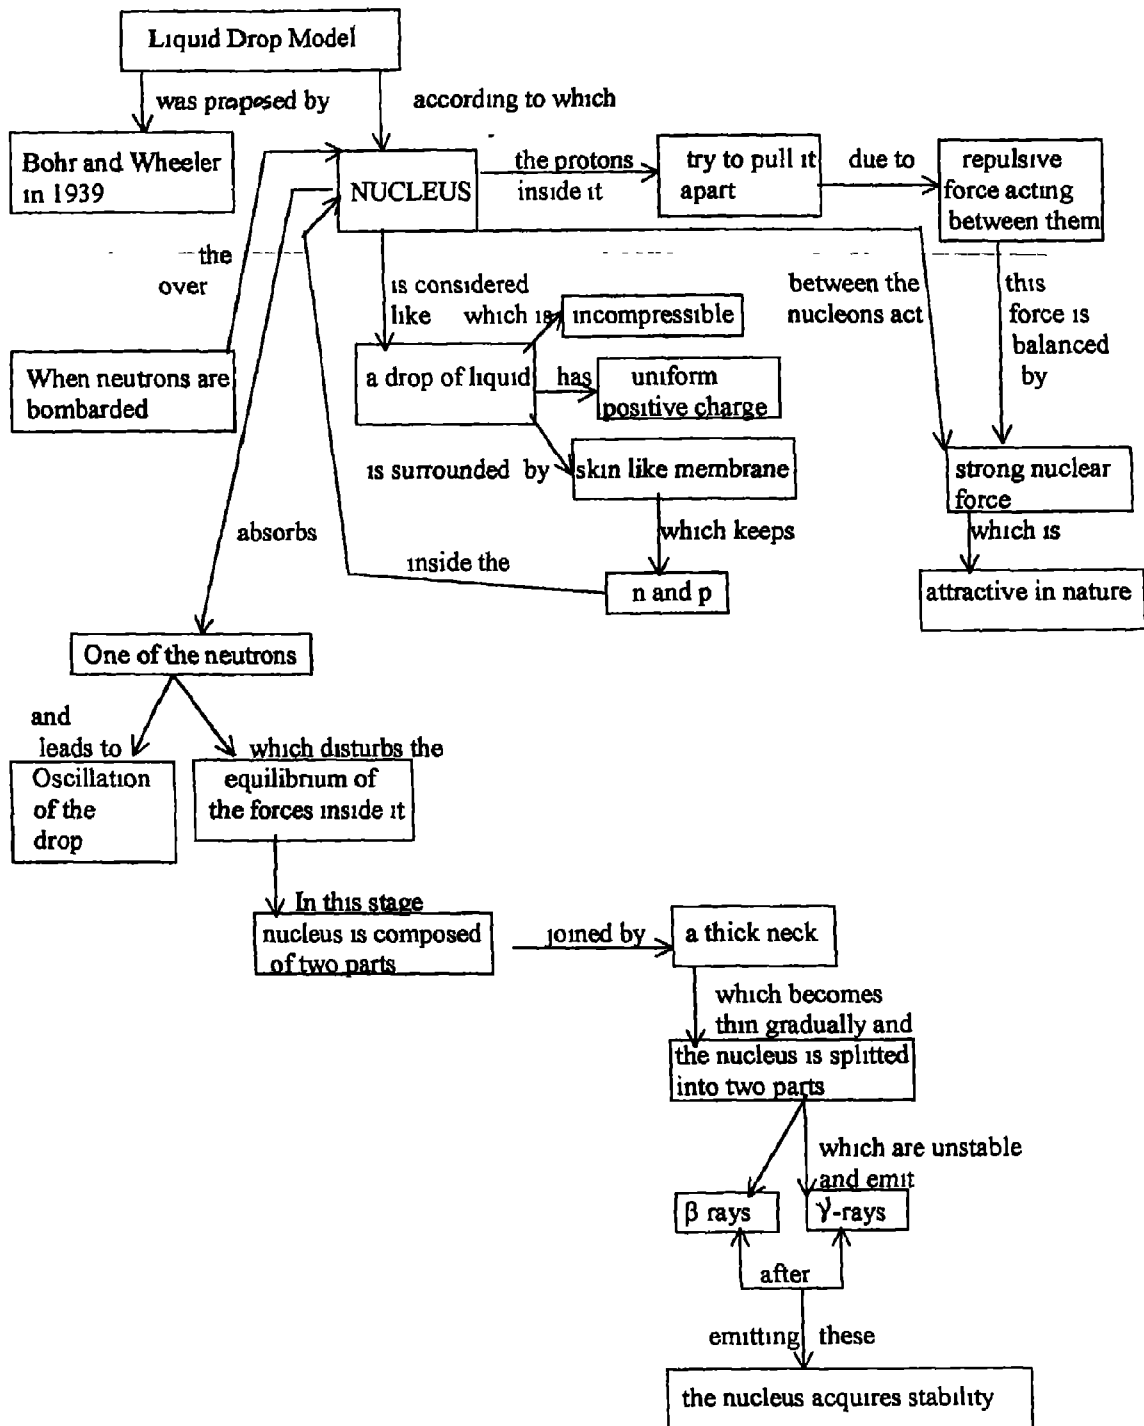 Liquid Drop Model
was proposed by
according to which
Bohr and Wheeler
in 1939
NUCLEUS
the protons
inside it
try to pull it
apart
due to
repulsive
force acting
between them
the
over
is considered
like
which is
incompressible
between the
nucleons act
this
force is
balanced
by
When neutrons are
bombarded
a drop of liquid
has
uniform
positive charge
is surrounded by
skin like membrane
strong nuclear
force
absorbs
inside the
which keeps
which is
n and p
attractive in nature
One of the neutrons
and
leads to
which disturbs the
Oscillation
of the
drop
equilibrium of
the forces inside it
In this stage
nucleus is composed
of two parts
joined by
a thick neck
which becomes
thin gradually and
the nucleus is splitted
into two parts
which are unstable
and emit
β rays
γ-rays
after
emitting these
the nucleus acquires stability